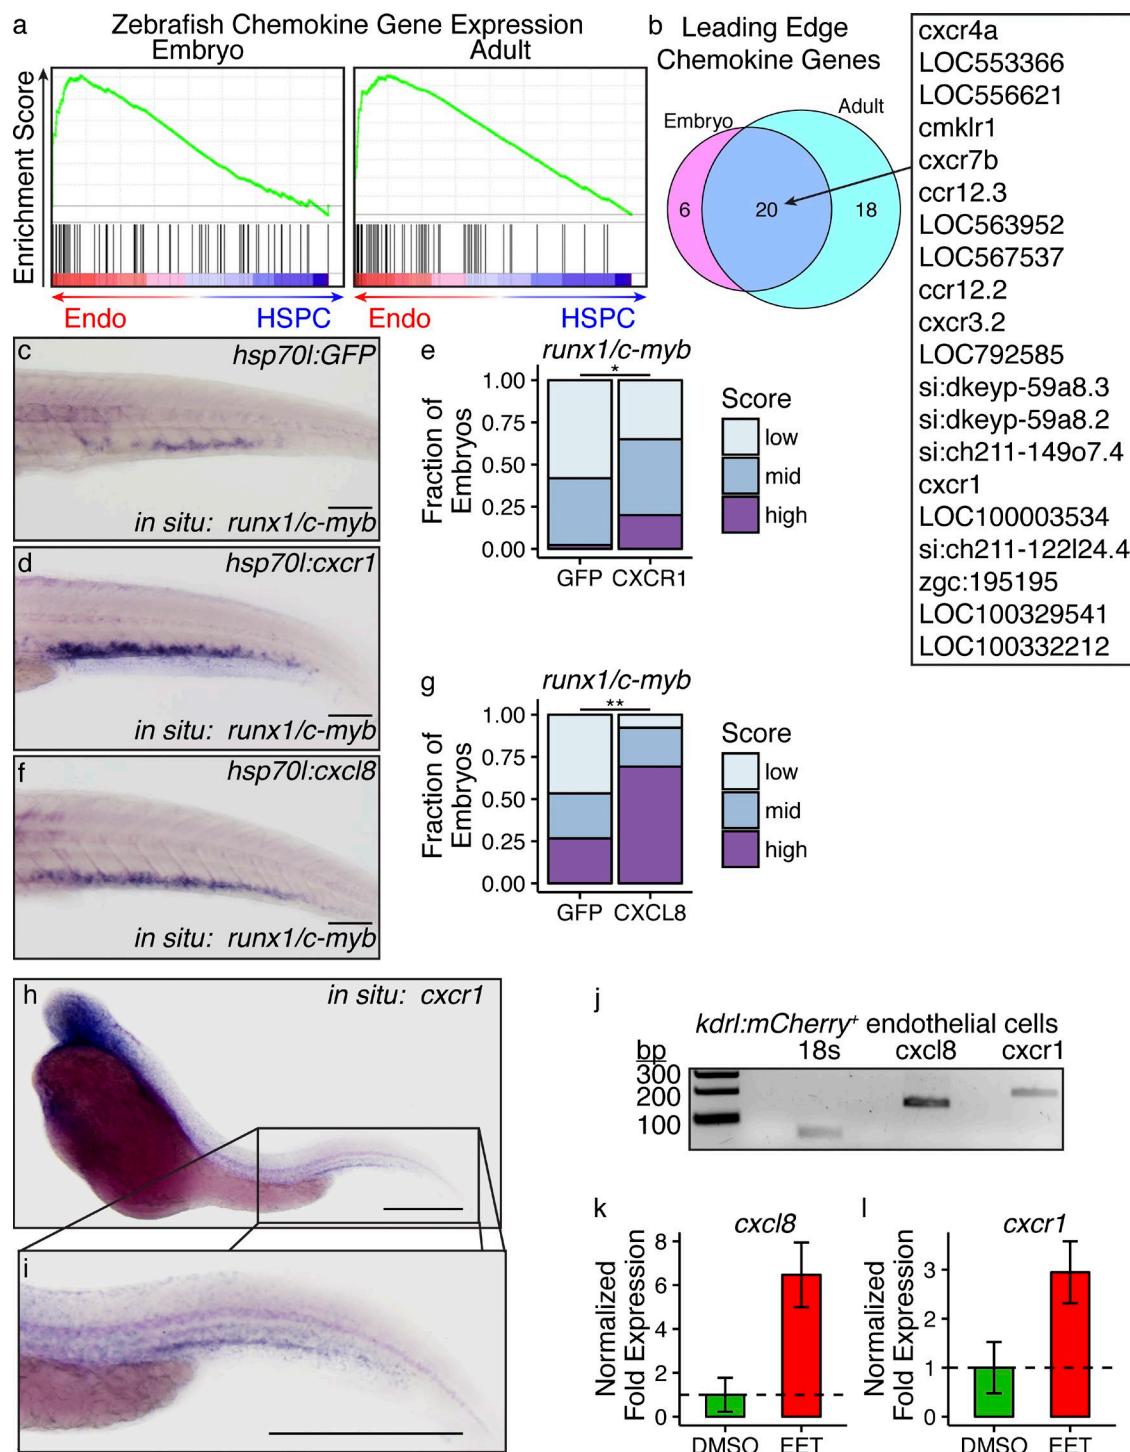 a
Zebrafish Chemokine Gene Expression
Embryo
Adult
Enrichment Score
Endo
HSPC
Endo
HSPC
b
Leading Edge
Chemokine Genes
Embryo
Adult
6
20
18
cxcr4a
LOC553366
LOC556621
cmklr1
cxcr7b
ccr12.3
LOC563952
LOC567537
ccr12.2
cxcr3.2
LOC792585
si:dkeyp-59a8.3
si:dkeyp-59a8.2
si:ch211-149o7.4
cxcr1
LOC100003534
si:ch211-122l24.4
zgc:195195
LOC100329541
LOC100332212
c
hsp70l:GFP
in situ: runx1/c-myb
d
hsp70l:cxcr1
in situ: runx1/c-myb
f
hsp70l:cxcl8
in situ: runx1/c-myb
e
runx1/c-myb
*
Fraction of
Embryos
1.00
0.75
0.50
0.25
0.00
GFP
CXCR1
Score
low
mid
high
g
runx1/c-myb
**
Fraction of
Embryos
1.00
0.75
0.50
0.25
0.00
GFP
CXCL8
Score
low
mid
high
h
in situ: cxcr1
i
j
kdrl:mCherry+ endothelial cells
bp
18s
cxcl8
cxcr1
300
200
100
k
cxcl8
Normalized
Fold Expression
8
6
4
2
0
DMSO
EET
l
cxcr1
Normalized
Fold Expression
3
2
1
0
DMSO
EET